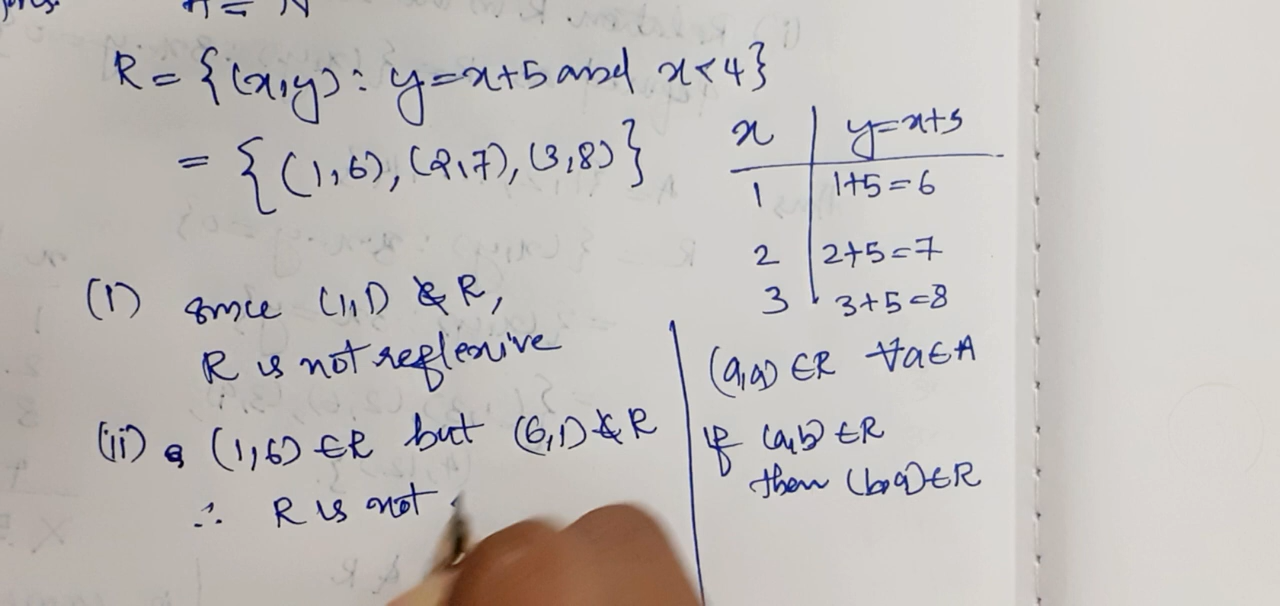 R = {(x,y) : y=x+5 and x<4}
= {(1,6), (2,7), (3,8)}
x | y=x+5
1 | 1+5=6
2 | 2+5=7
3 | 3+5=8
(i) since (1,1) ∉ R,
R is not reflexive
(ii) (1,6) ∈R but (6,1)∉R
∴ R is not
(a,a) ∈R ∀a∈A
if (a,b) ∈R
then (b,a)∈R